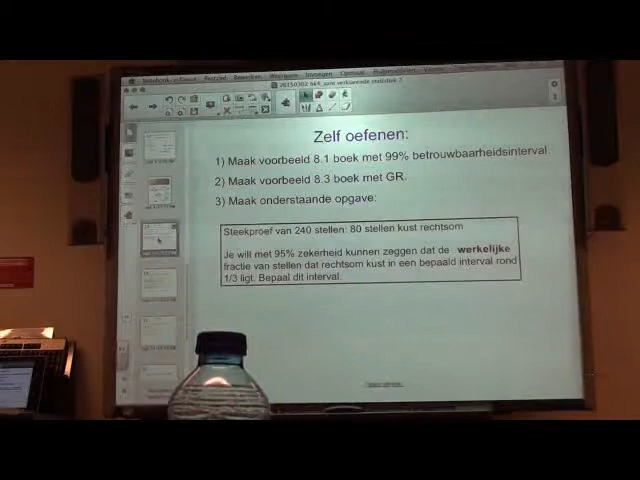 Zelf oefenen:
1) Maak voorbeeld 8.1 boek met 99% betrouwbaarheidsinterval.
2) Maak voorbeeld 8.3 boek met GR.
3) Maak onderstaande opgave:
Steekproef van 240 stellen: 80 stellen kust rechtsom
Je wil met 95% zekerheid kunnen zeggen dat de werkelijke
fractie van stellen dat rechtsom kust in een bepaald interval rond
1/3 ligt. Bepaal dit interval.